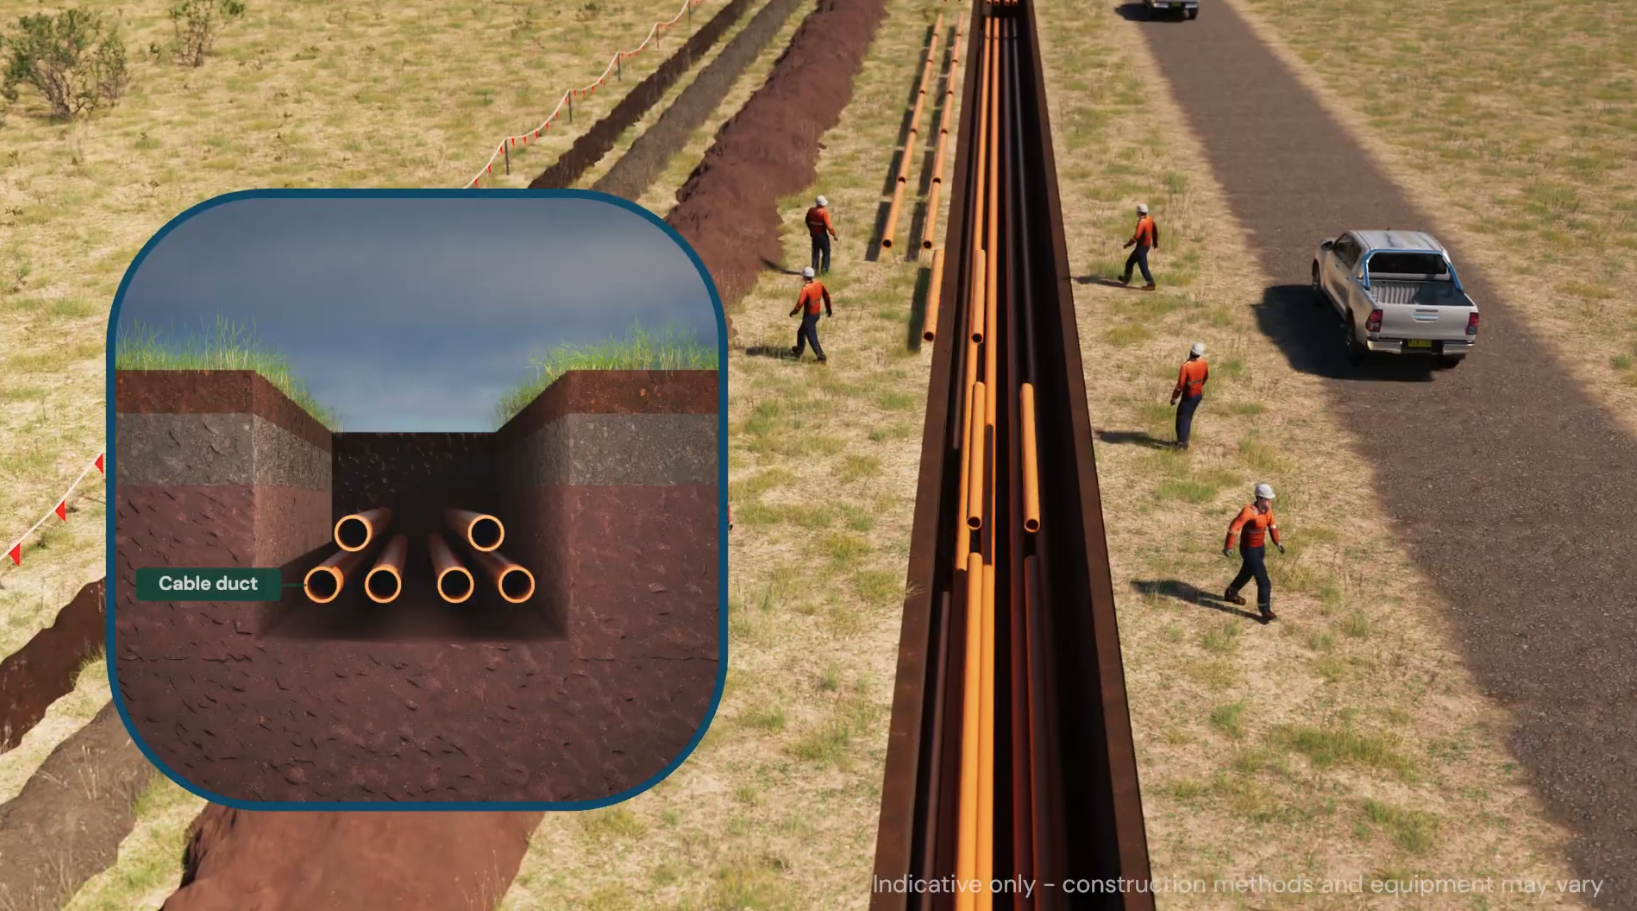 Cable duct
Indicative only - construction methods and equipment may vary